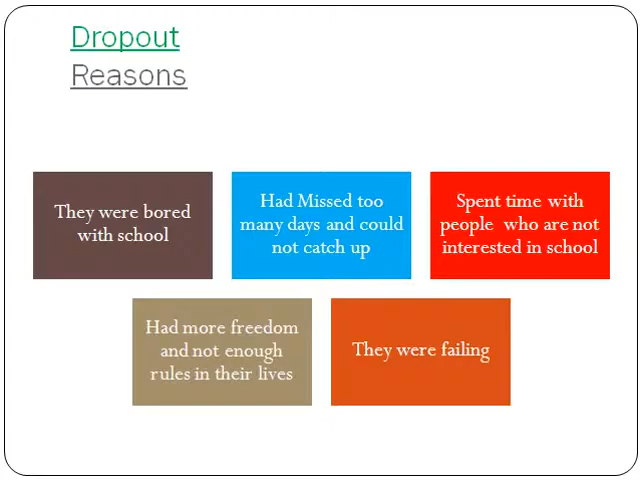 Dropout
Reasons
They were bored
with school
Had Missed too
many days and could
not catch up
Spent time with
people who are not
interested in school
Had more freedom
and not enough
rules in their lives
They were failing